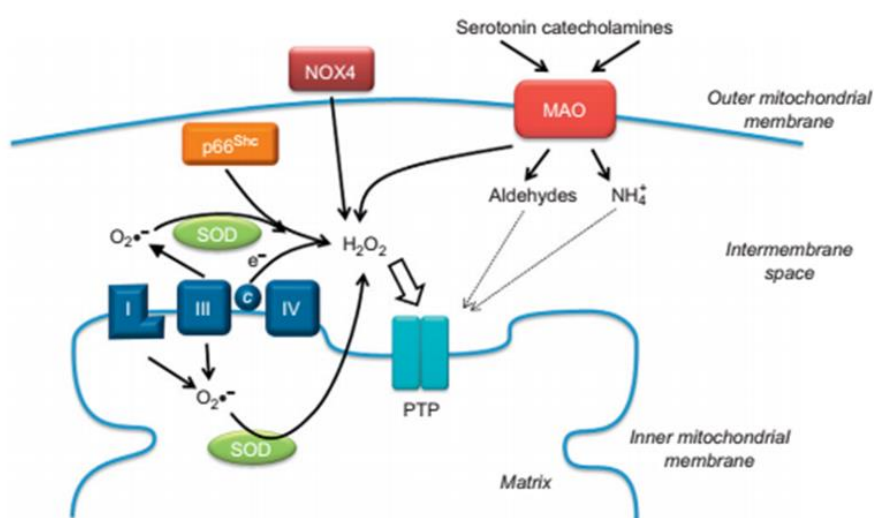 Serotonin catecholamines
NOX4
MAO
Outer mitochondrial
membrane
p66Shc
Aldehydes
NH4+
O2•−
SOD
H2O2
e−
Intermembrane
space
I
III
c
IV
O2•−
PTP
SOD
Inner mitochondrial
membrane
Matrix